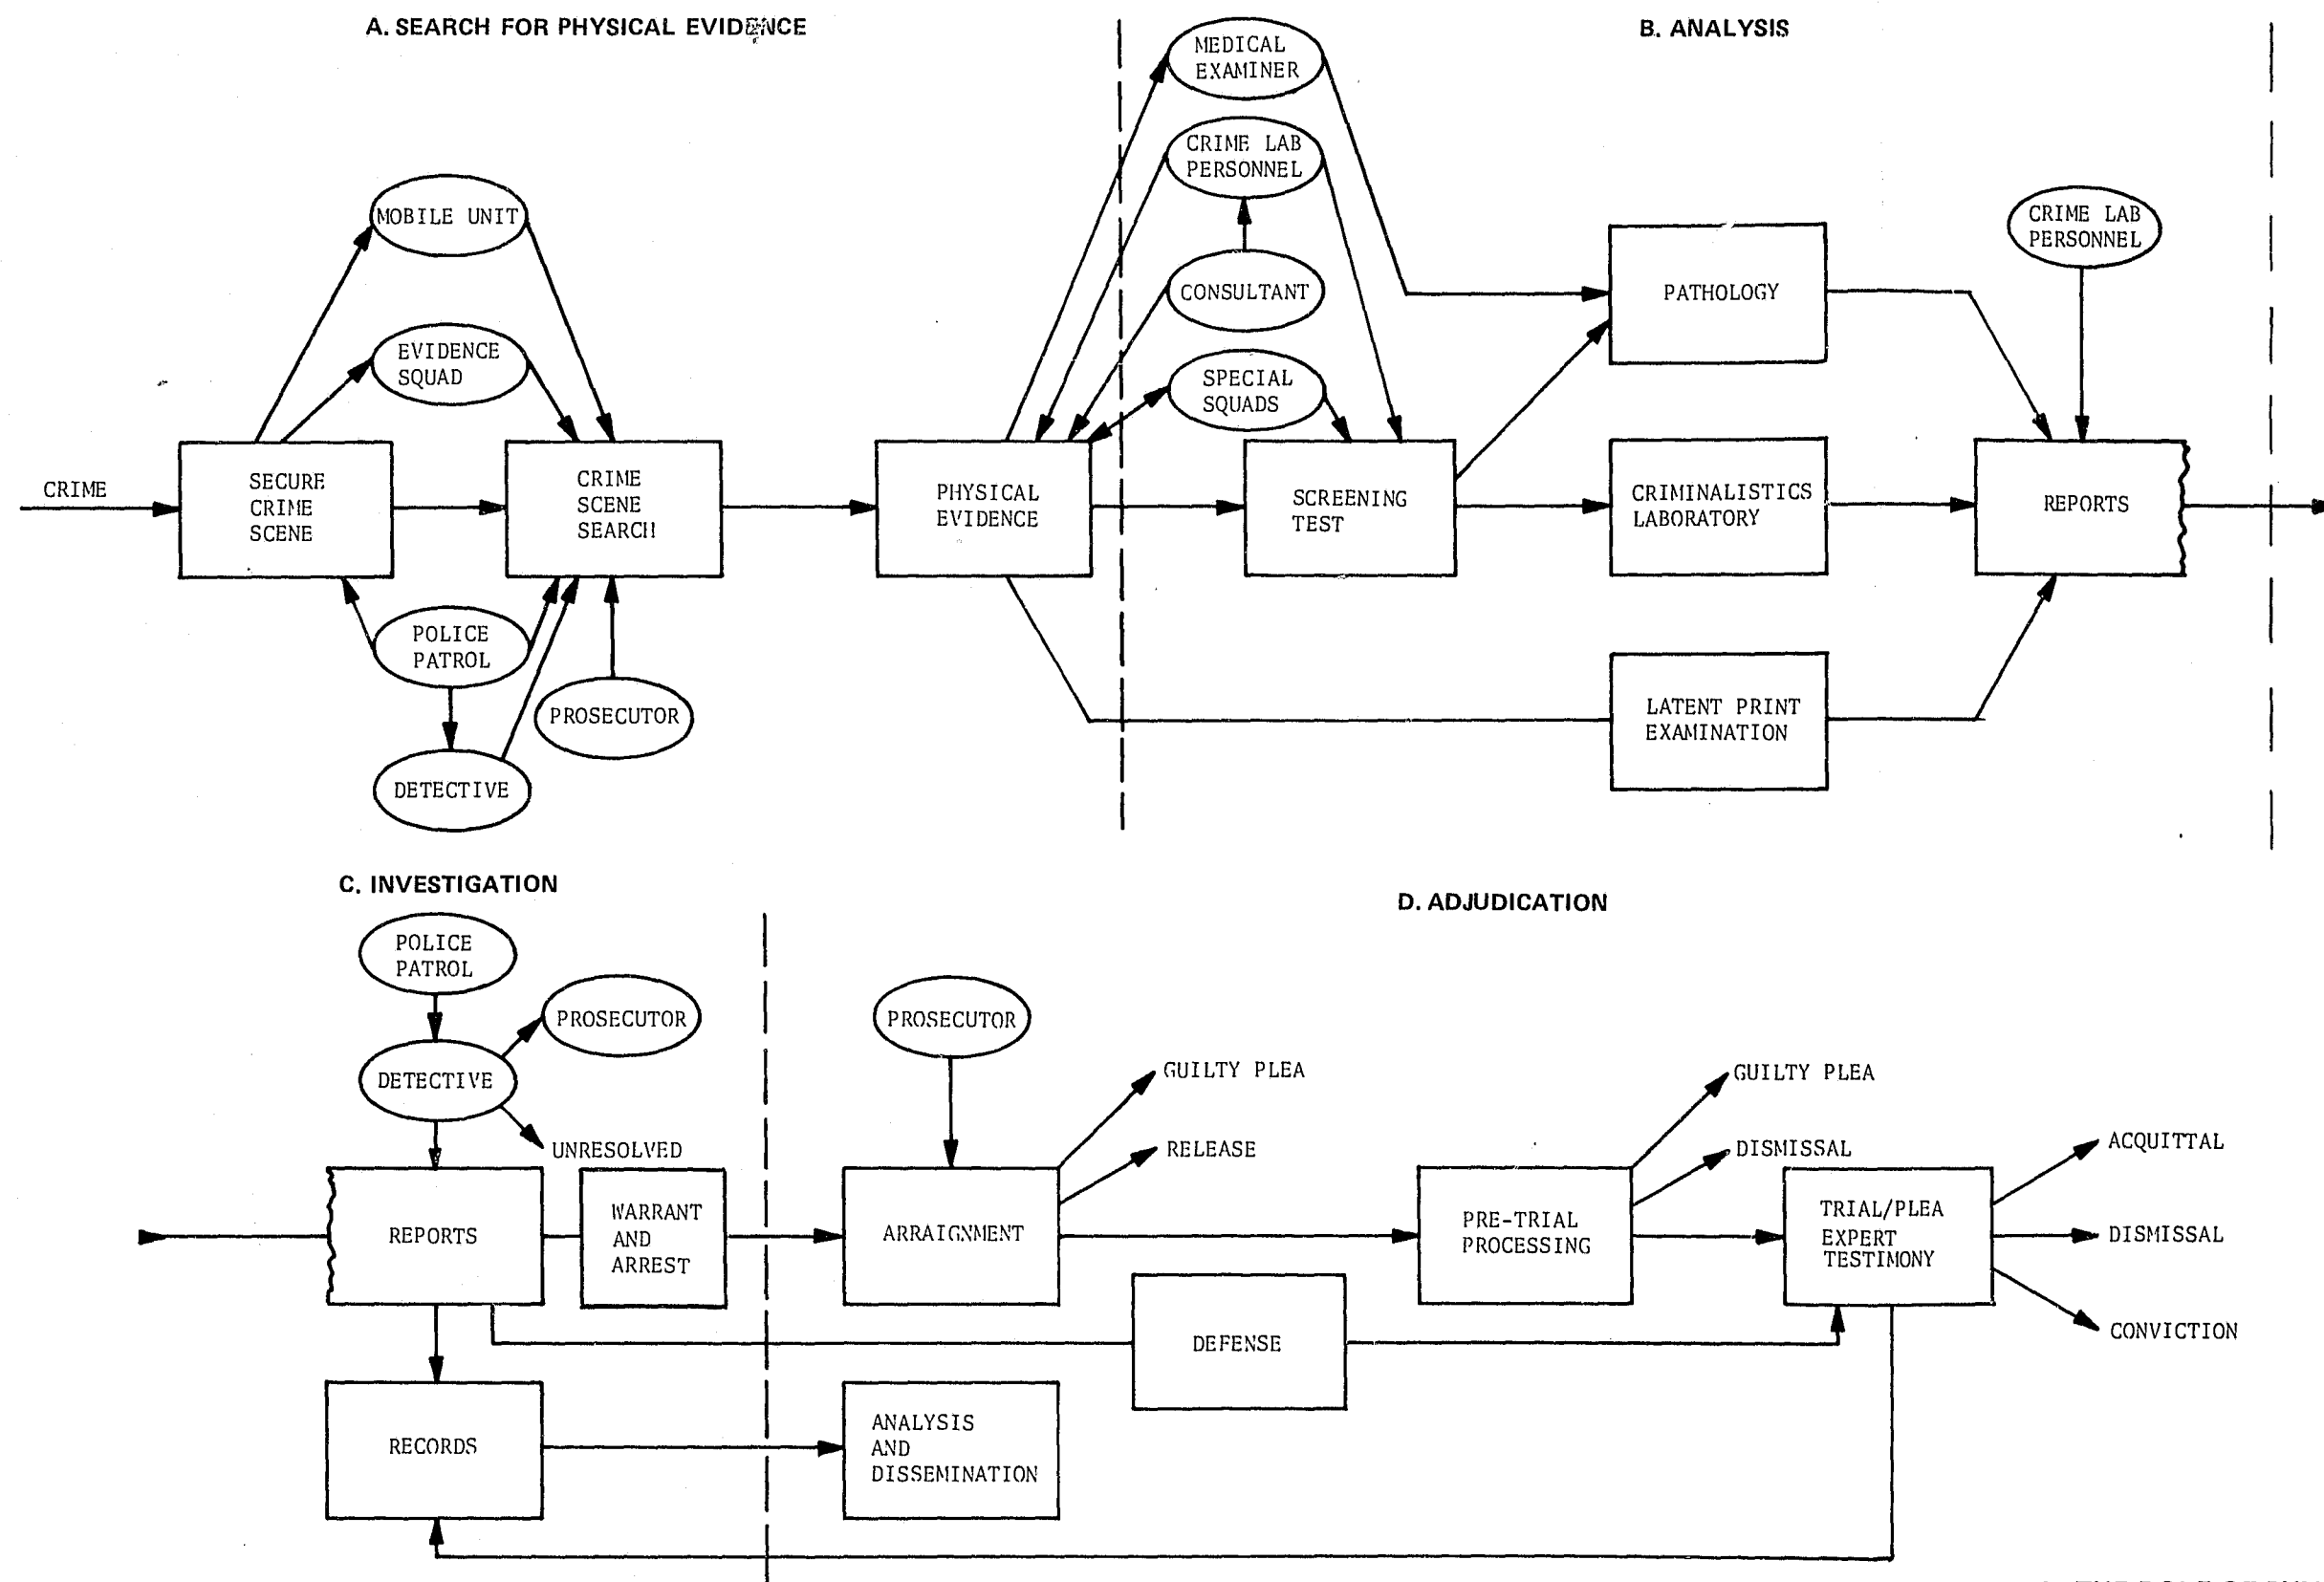 A. SEARCH FOR PHYSICAL EVIDENCE
B. ANALYSIS
MEDICAL
EXAMINER
CRIME LAB
PERSONNEL
MOBILE UNIT
CRIME LAB
PERSONNEL
CONSULTANT
PATHOLOGY
EVIDENCE
SQUAD
SPECIAL
SQUADS
CRIME
SECURE
CRIME
SCENE
CRIME
SCENE
SEARCH
PHYSICAL
EVIDENCE
SCREENING
TEST
CRIMINALISTICS
LABORATORY
REPORTS
POLICE
PATROL
PROSECUTOR
DETECTIVE
LATENT PRINT
EXAMINATION
C. INVESTIGATION
D. ADJUDICATION
POLICE
PATROL
PROSECUTOR
PROSECUTOR
DETECTIVE
GUILTY PLEA
GUILTY PLEA
UNRESOLVED
RELEASE
DISMISSAL
ACQUITTAL
REPORTS
WARRANT
AND
ARREST
ARRAIGNMENT
PRE-TRIAL
PROCESSING
TRIAL/PLEA
EXPERT
TESTIMONY
DISMISSAL
CONVICTION
DEFENSE
RECORDS
ANALYSIS
AND
DISSEMINATION